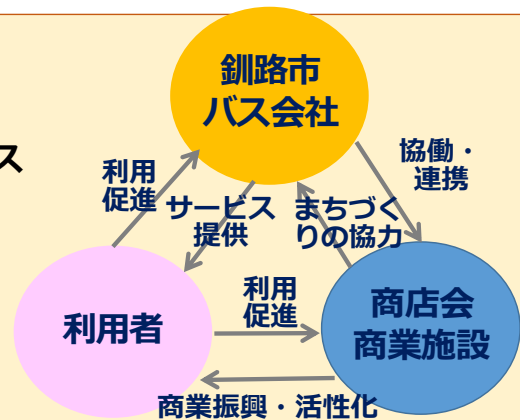 釧路市
バス会社
ス
利用
促進
サービス
提供
まちづく
りの協力
協働・
連携
利用者
利用
促進
商店会
商業施設
商業振興・活性化